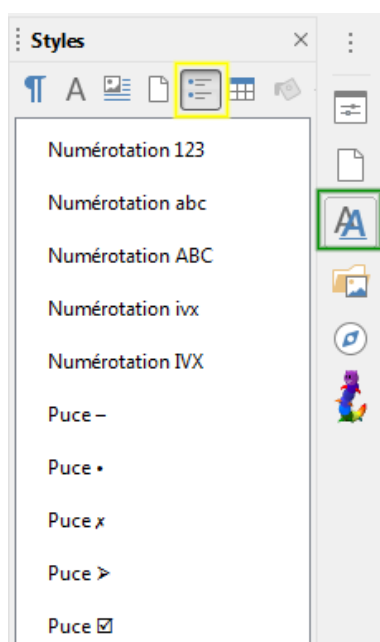 Styles
Numérotation 123
Numérotation abc
Numérotation ABC
Numérotation ivx
Numérotation IVX
Puce –
Puce •
Puce ✗
Puce ➢
Puce ☑